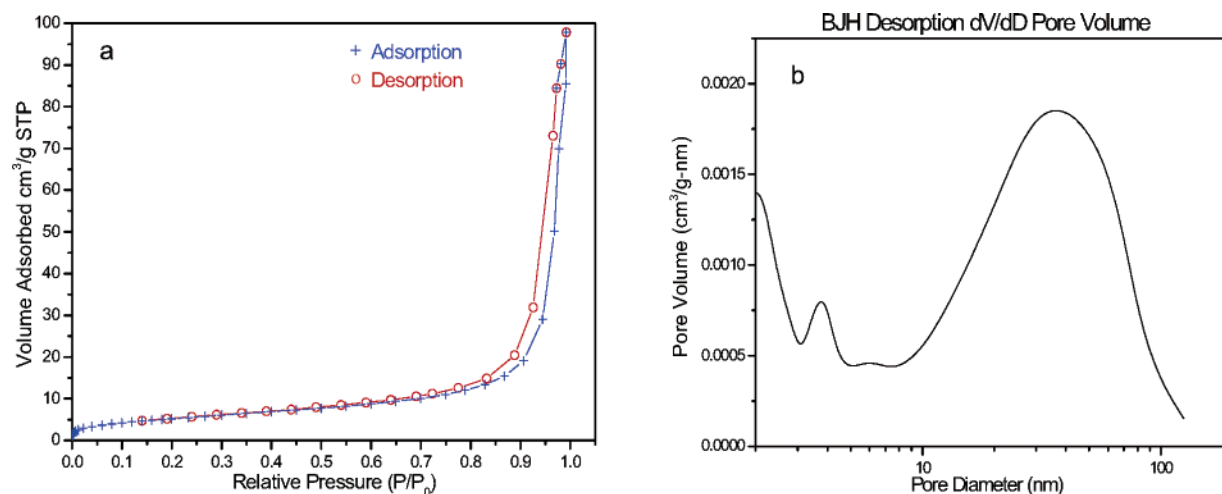 a
Adsorption
Desorption
Volume Adsorbed cm³/g STP
100
90
80
70
60
50
40
30
20
10
0
0.0 0.1 0.2 0.3 0.4 0.5 0.6 0.7 0.8 0.9 1.0
Relative Pressure (P/P₀)
BJH Desorption dV/dD Pore Volume
b
Pore Volume (cm³/g-nm)
0.0020
0.0015
0.0010
0.0005
0.0000
10 100
Pore Diameter (nm)